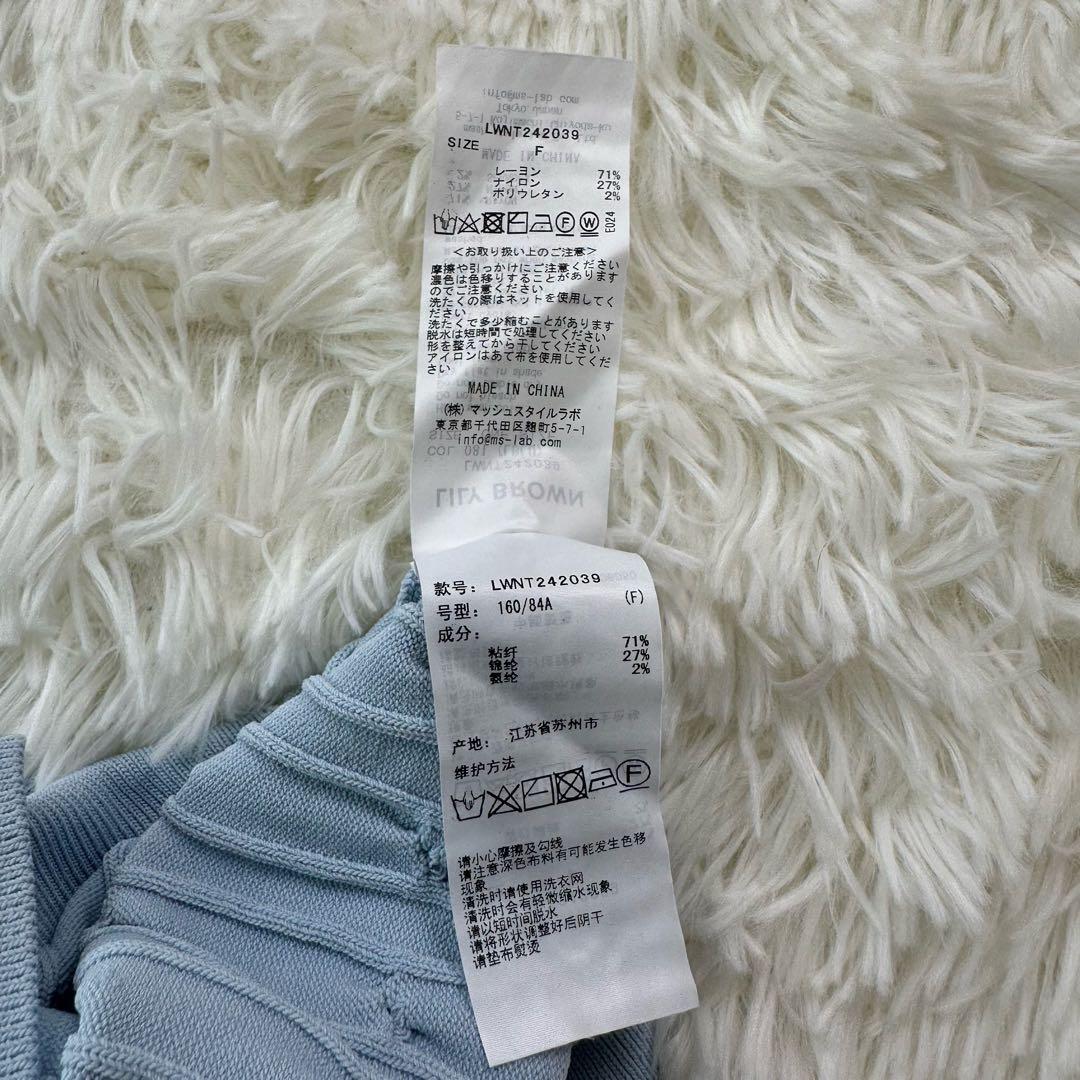 LWNT242039
SIZE F
レーヨン 71%
ナイロン 27%
ポリウレタン 2%
F W
E024
<お取り扱い上のご注意>
摩擦や引っかけにご注意ください
濃色は色移りすることがあります
のでご注意ください
洗たくの際はネットを使用してく
ださい
洗たくで多少縮むことがあります
脱水は短時間で処理してください
形を整えてから干してください
アイロンはあて布を使用してくだ
さい
MADE IN CHINA
(株)マッシュスタイルラボ
東京都千代田区麹町5-7-1
info@ms-lab.com
LILY BROWN
款号: LWNT242039
号型: 160/84A (F)
成分:
粘纤 71%
锦纶 27%
氨纶 2%
产地: 江苏省苏州市
维护方法
F
请小心摩擦及勾线
请注意深色布料有可能发生色移
现象
清洗时请使用洗衣网
清洗时会有轻微缩水现象
请以短时间脱水
请将形状调整好后阴干
请垫布熨烫